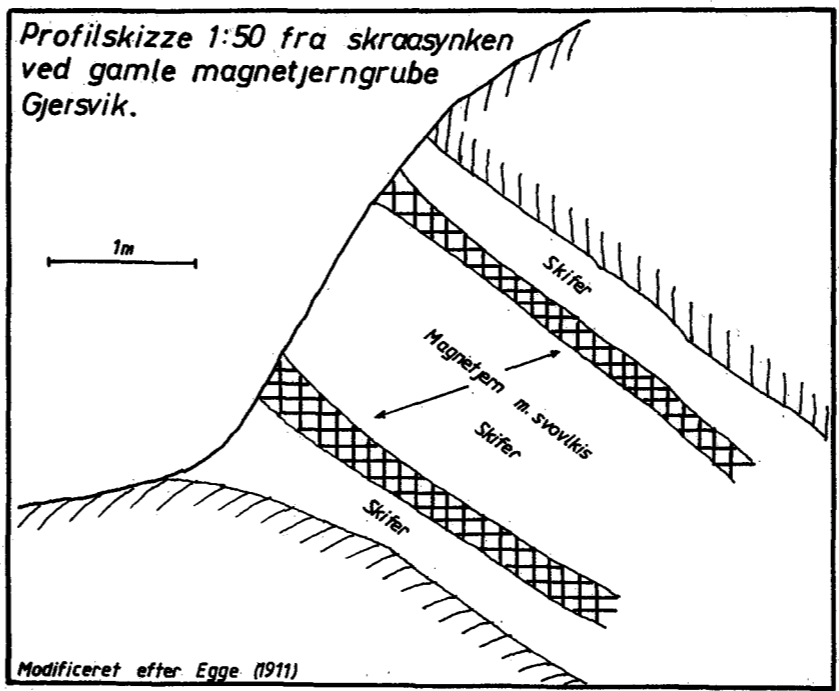 Profilskizze 1:50 fra skraasynken
ved gamle magnetjerngrube
Gjersvik.
1m
Skifer
Magnetjern m. svovlkis
Skifer
Skifer
Modificeret efter Egge (1911)